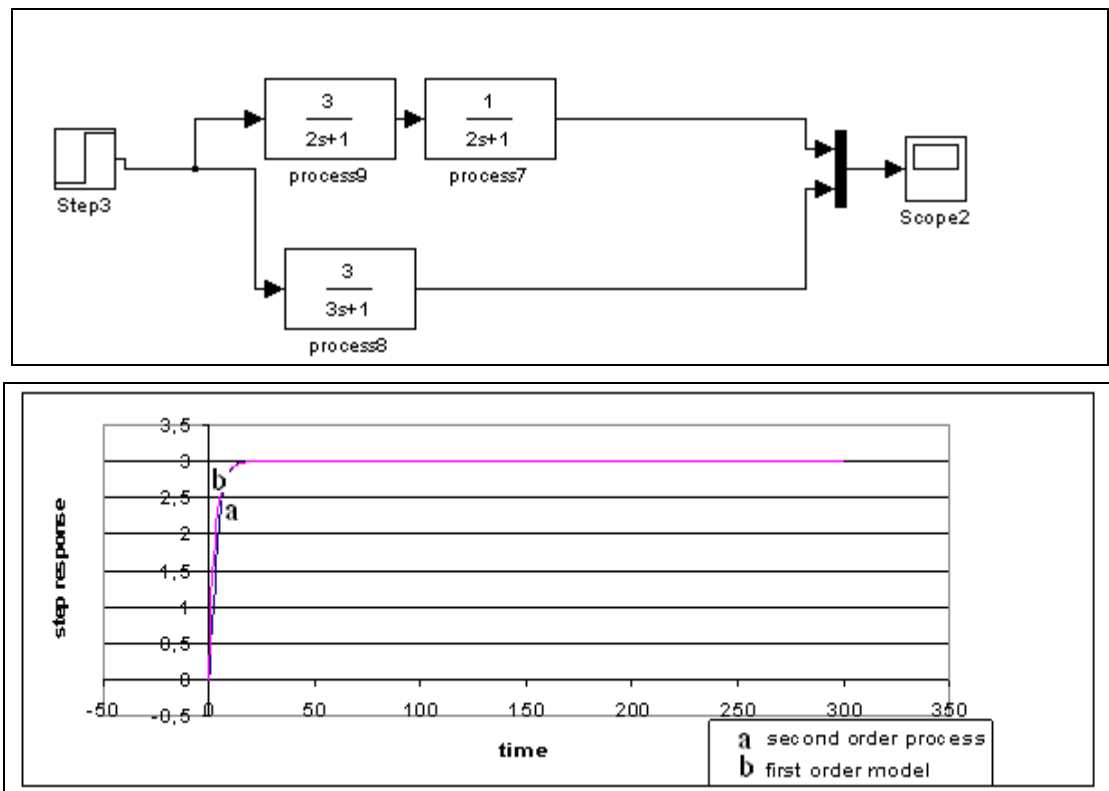 3
2s+1
process9
1
2s+1
process7
Step3
Scope2
3
3s+1
process8
3,5
3
2,5
2
1,5
1
0,5
0
-0,5
-50
0
50
100
150
200
250
300
350
b
a
step response
time
a second order process
b first order model